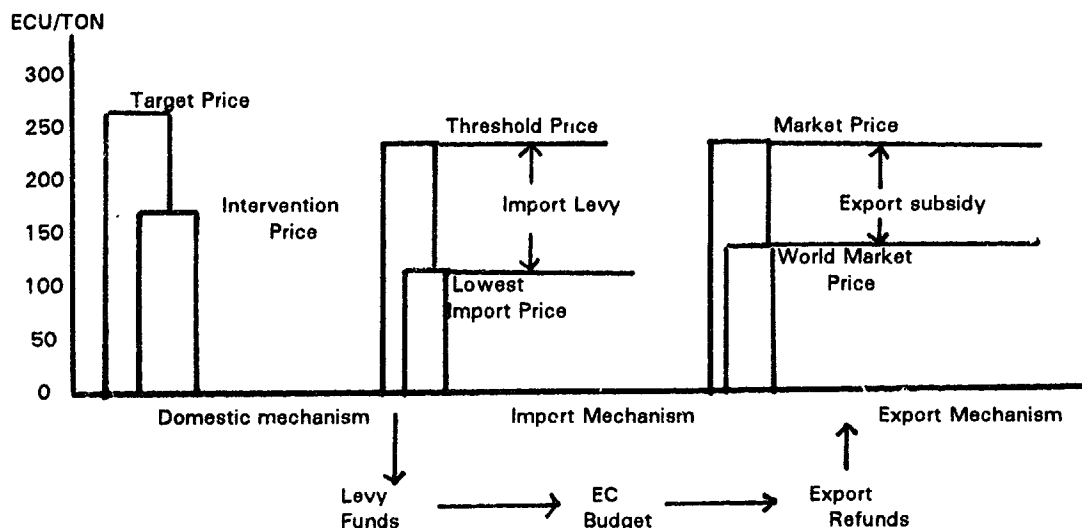 ECU/TON
300
250
200
150
100
50
0
Target Price
Intervention
Price
Domestic mechanism
Threshold Price
Import Levy
Lowest
Import Price
Import Mechanism
Market Price
Export subsidy
World Market
Price
Export Mechanism
Levy
Funds
EC
Budget
Export
Refunds